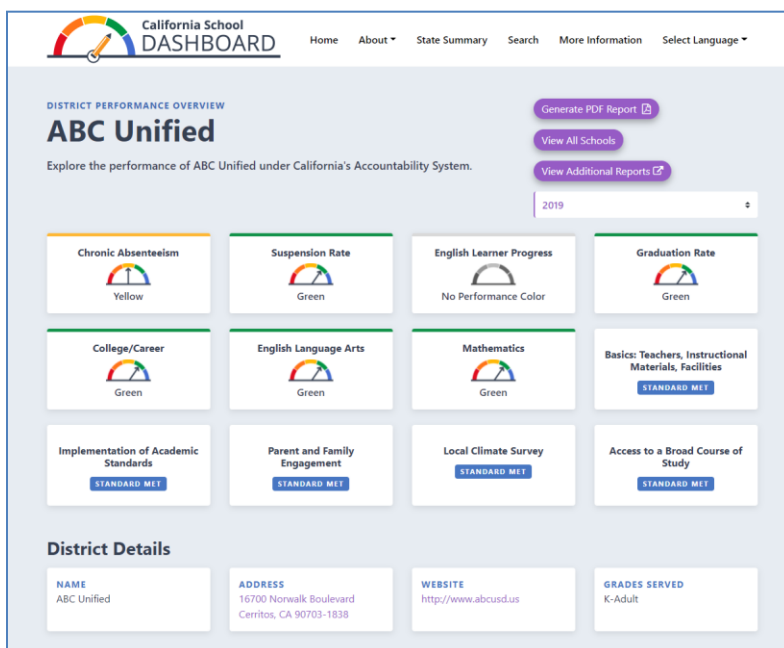 California School
DASHBOARD
Home About State Summary Search More Information Select Language
DISTRICT PERFORMANCE OVERVIEW
ABC Unified
Explore the performance of ABC Unified under California's Accountability System.
Generate PDF Report
View All Schools
View Additional Reports
2019
Chronic Absenteeism
Yellow
Suspension Rate
Green
English Learner Progress
No Performance Color
Graduation Rate
Green
College/Career
Green
English Language Arts
Green
Mathematics
Green
Basics: Teachers, Instructional
Materials, Facilities
STANDARD MET
Implementation of Academic
Standards
STANDARD MET
Parent and Family
Engagement
STANDARD MET
Local Climate Survey
STANDARD MET
Access to a Broad Course of
Study
STANDARD MET
District Details
NAME
ABC Unified
ADDRESS
16700 Norwalk Boulevard
Cerritos, CA 90703-1838
WEBSITE
http://www.abcusd.us
GRADES SERVED
K-Adult